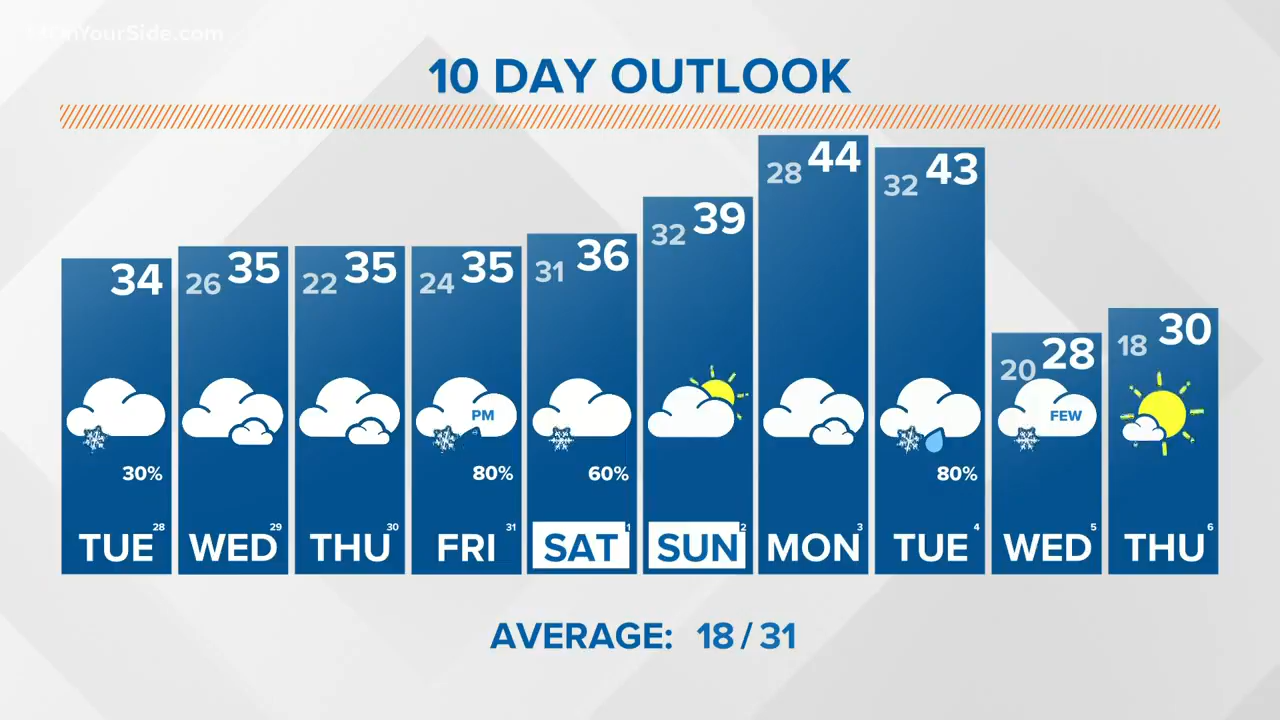 YourSide.com
10 DAY OUTLOOK
34
26 35
22 35
24 35
31 36
32 39
28 44
32 43
20 28
18 30
PM
FEW
30%
80%
60%
80%
TUE 28
WED 29
THU 30
FRI 31
SAT 1
SUN 2
MON 3
TUE 4
WED 5
THU 6
AVERAGE: 18 / 31